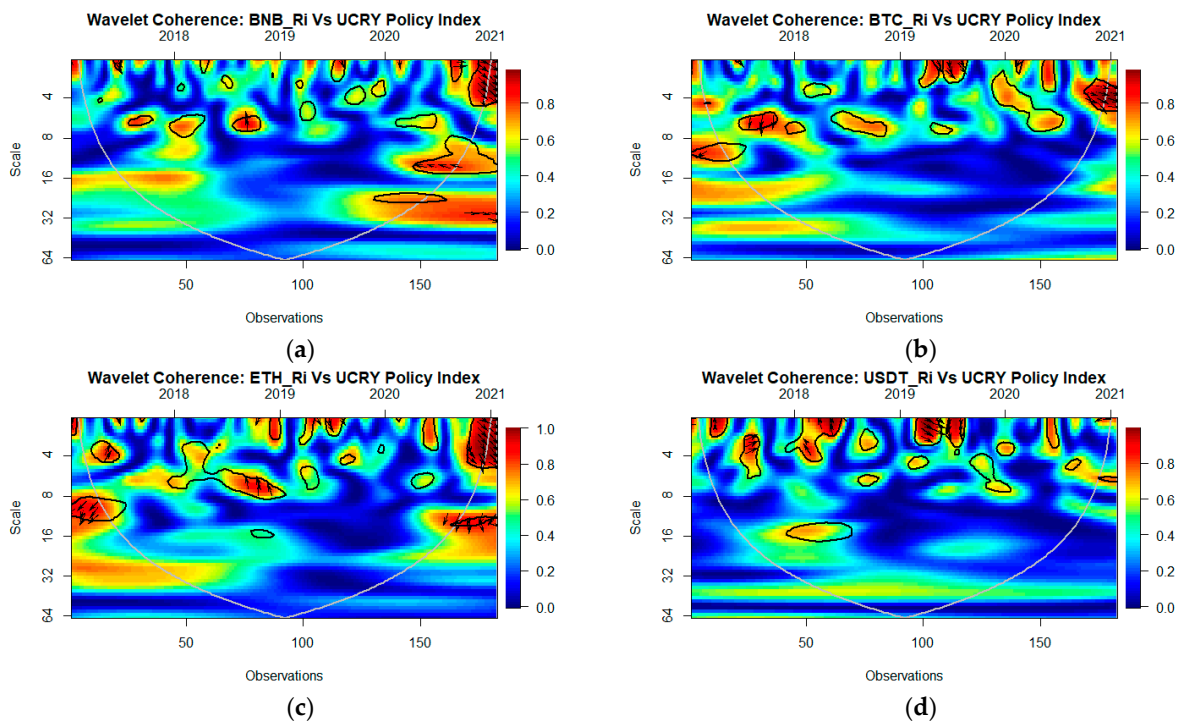 Wavelet Coherence: BNB_Ri Vs UCRY Policy Index
2018 2019 2020 2021
Scale
4
8
16
32
64
0.8
0.6
0.4
0.2
0.0
50 100 150
Observations
(a)
Wavelet Coherence: BTC_Ri Vs UCRY Policy Index
2018 2019 2020 2021
Scale
4
8
16
32
64
0.8
0.6
0.4
0.2
0.0
50 100 150
Observations
(b)
Wavelet Coherence: ETH_Ri Vs UCRY Policy Index
2018 2019 2020 2021
Scale
4
8
16
32
64
1.0
0.8
0.6
0.4
0.2
0.0
50 100 150
Observations
(c)
Wavelet Coherence: USDT_Ri Vs UCRY Policy Index
2018 2019 2020 2021
Scale
4
8
16
32
64
0.8
0.6
0.4
0.2
0.0
50 100 150
Observations
(d)